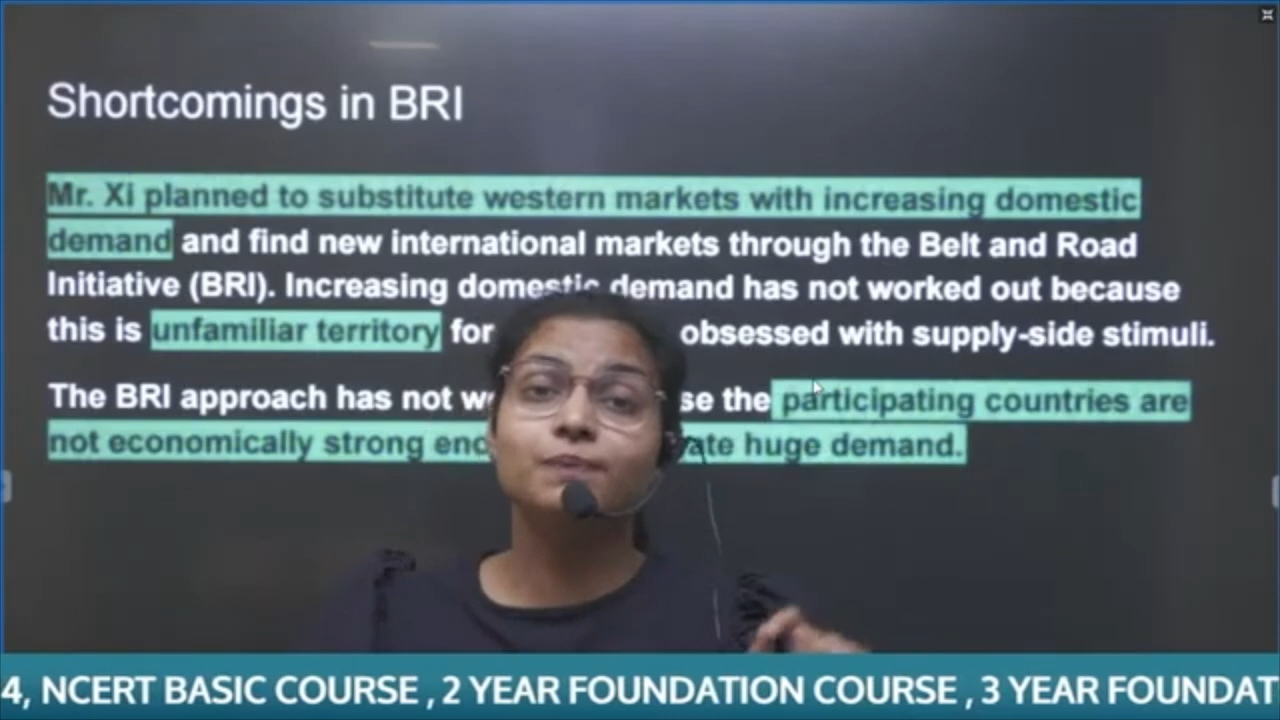 Shortcomings in BRI
Mr. Xi planned to substitute western markets with increasing domestic
demand and find new international markets through the Belt and Road
Initiative (BRI). Increasing domestic demand has not worked out because
this is unfamiliar territory for obsessed with supply-side stimuli.
The BRI approach has not the participating countries are
not economically strong huge demand.
4, NCERT BASIC COURSE , 2 YEAR FOUNDATION COURSE , 3 YEAR